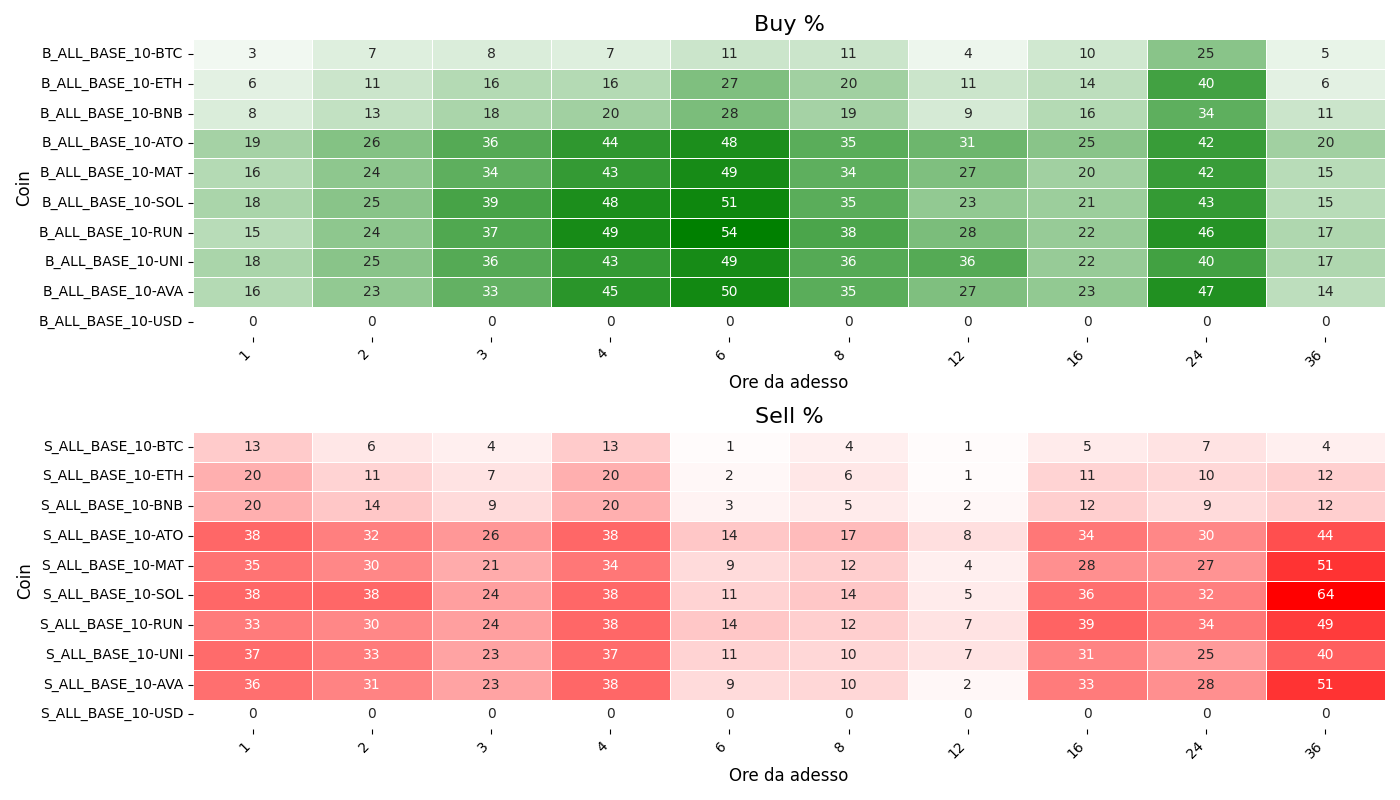 Buy %
Coin
B_ALL_BASE_10-BTC 3 7 8 7 11 11 4 10 25 5
B_ALL_BASE_10-ETH 6 11 16 16 27 20 11 14 40 6
B_ALL_BASE_10-BNB 8 13 18 20 28 19 9 16 34 11
B_ALL_BASE_10-ATO 19 26 36 44 48 35 31 25 42 20
B_ALL_BASE_10-MAT 16 24 34 43 49 34 27 20 42 15
B_ALL_BASE_10-SOL 18 25 39 48 51 35 23 21 43 15
B_ALL_BASE_10-RUN 15 24 37 49 54 38 28 22 46 17
B_ALL_BASE_10-UNI 18 25 36 43 49 36 36 22 40 17
B_ALL_BASE_10-AVA 16 23 33 45 50 35 27 23 47 14
B_ALL_BASE_10-USD 0 0 0 0 0 0 0 0 0 0
1 2 3 4 6 8 12 16 24 36
Ore da adesso
Sell %
Coin
S_ALL_BASE_10-BTC 13 6 4 13 1 4 1 5 7 4
S_ALL_BASE_10-ETH 20 11 7 20 2 6 1 11 10 12
S_ALL_BASE_10-BNB 20 14 9 20 3 5 2 12 9 12
S_ALL_BASE_10-ATO 38 32 26 38 14 17 8 34 30 44
S_ALL_BASE_10-MAT 35 30 21 34 9 12 4 28 27 51
S_ALL_BASE_10-SOL 38 38 24 38 11 14 5 36 32 64
S_ALL_BASE_10-RUN 33 30 24 38 14 12 7 39 34 49
S_ALL_BASE_10-UNI 37 33 23 37 11 10 7 31 25 40
S_ALL_BASE_10-AVA 36 31 23 38 9 10 2 33 28 51
S_ALL_BASE_10-USD 0 0 0 0 0 0 0 0 0 0
1 2 3 4 6 8 12 16 24 36
Ore da adesso